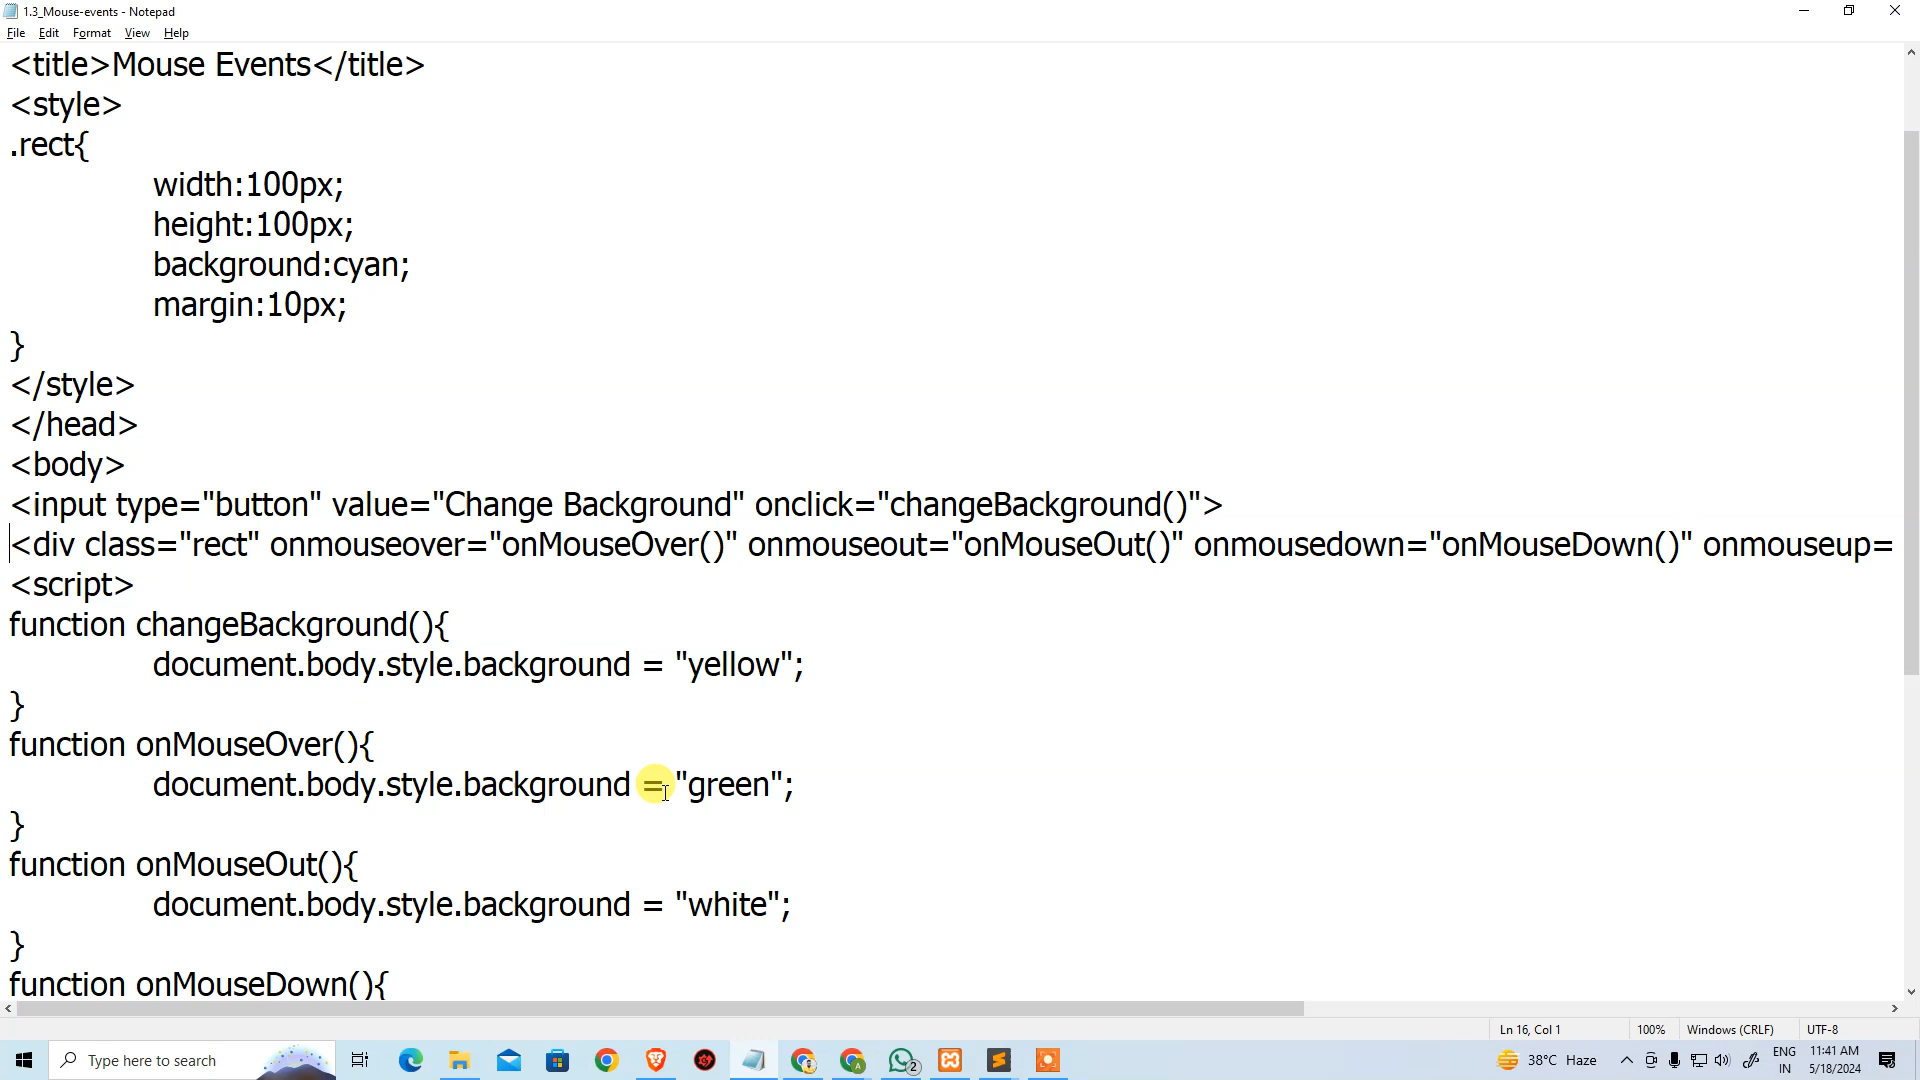 1.3_Mouse-events - Notepad
File Edit Format View Help
<title>Mouse Events</title>
<style>
.rect{
width:100px;
height:100px;
background:cyan;
margin:10px;
}
</style>
</head>
<body>
<input type="button" value="Change Background" onclick="changeBackground()">
<div class="rect" onmouseover="onMouseOver()" onmouseout="onMouseOut()" onmousedown="onMouseDown()" onmouseup=
<script>
function changeBackground(){
document.body.style.background = "yellow";
}
function onMouseOver(){
document.body.style.background = "green";
}
function onMouseOut(){
document.body.style.background = "white";
}
function onMouseDown(){
Ln 16, Col 1 100% Windows (CRLF) UTF-8
Type here to search 2 38°C Haze ENG 11:41 AM
IN 5/18/2024